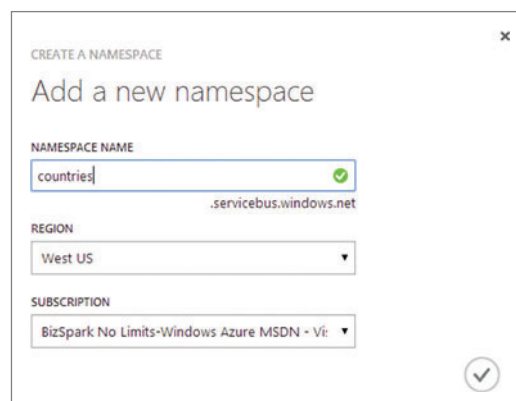 CREATE A NAMESPACE
Add a new namespace
NAMESPACE NAME
countries
.servicebus.windows.net
REGION
West US
SUBSCRIPTION
BizSpark No Limits-Windows Azure MSDN - Vi